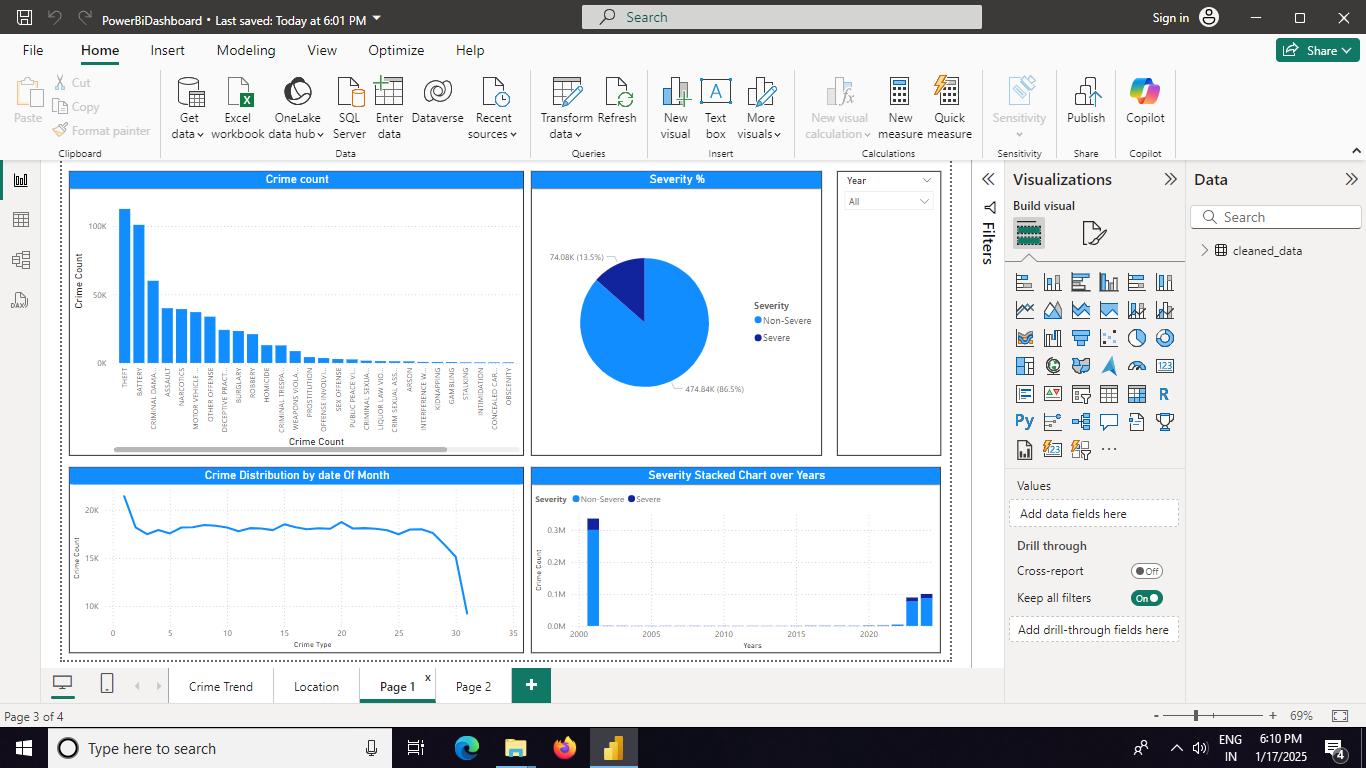 PowerBiDashboard • Last saved: Today at 6:01 PM
Search
Sign in
File Home Insert Modeling View Optimize Help
Share
Paste
Cut
Copy
Format painter
Get data
Excel workbook
OneLake data hub
SQL Server
Enter data
Dataverse
Recent sources
Transform data
Refresh
New visual
Text box
More visuals
New visual calculation
New measure
Quick measure
Sensitivity
Publish
Copilot
Clipboard Data Queries Insert Calculations Sensitivity Share Copilot
Crime count
Crime Count
100K
50K
0K
THEFT
BATTERY
CRIMINAL DAMA...
ASSAULT
NARCOTICS
MOTOR VEHICLE ...
OTHER OFFENSE
DECEPTIVE PRACT...
BURGLARY
ROBBERY
HOMICIDE
CRIMINAL TRESPA...
WEAPONS VIOLA...
PROSTITUTION
OFFENSE INVOLVI...
SEX OFFENSE
PUBLIC PEACE VI...
CRIMINAL SEXUA...
LIQUOR LAW VIO...
CRIM SEXUAL ASS...
ARSON
INTERFERENCE W...
KIDNAPPING
GAMBLING
STALKING
INTIMIDATION
CONCEALED CAR...
OBSCENITY
Crime Count
Severity %
74.08K (13.5%)
474.84K (86.5%)
Severity
Non-Severe
Severe
Year
All
Crime Distribution by date Of Month
Crime Count
20K
15K
10K
0 5 10 15 20 25 30 35
Crime Type
Severity Stacked Chart over Years
Severity Non-Severe Severe
Crime Count
0.3M
0.2M
0.1M
0.0M
2000 2005 2010 2015 2020
Years
Filters
Visualizations
Build visual
123
R
Py
123
Values
Add data fields here
Drill through
Cross-report Off
Keep all filters On
Add drill-through fields here
Data
Search
cleaned_data
DAX
Crime Trend Location Page 1 x Page 2 +
Page 3 of 4
- + 69%
Type here to search
ENG
IN
6:10 PM
1/17/2025
4